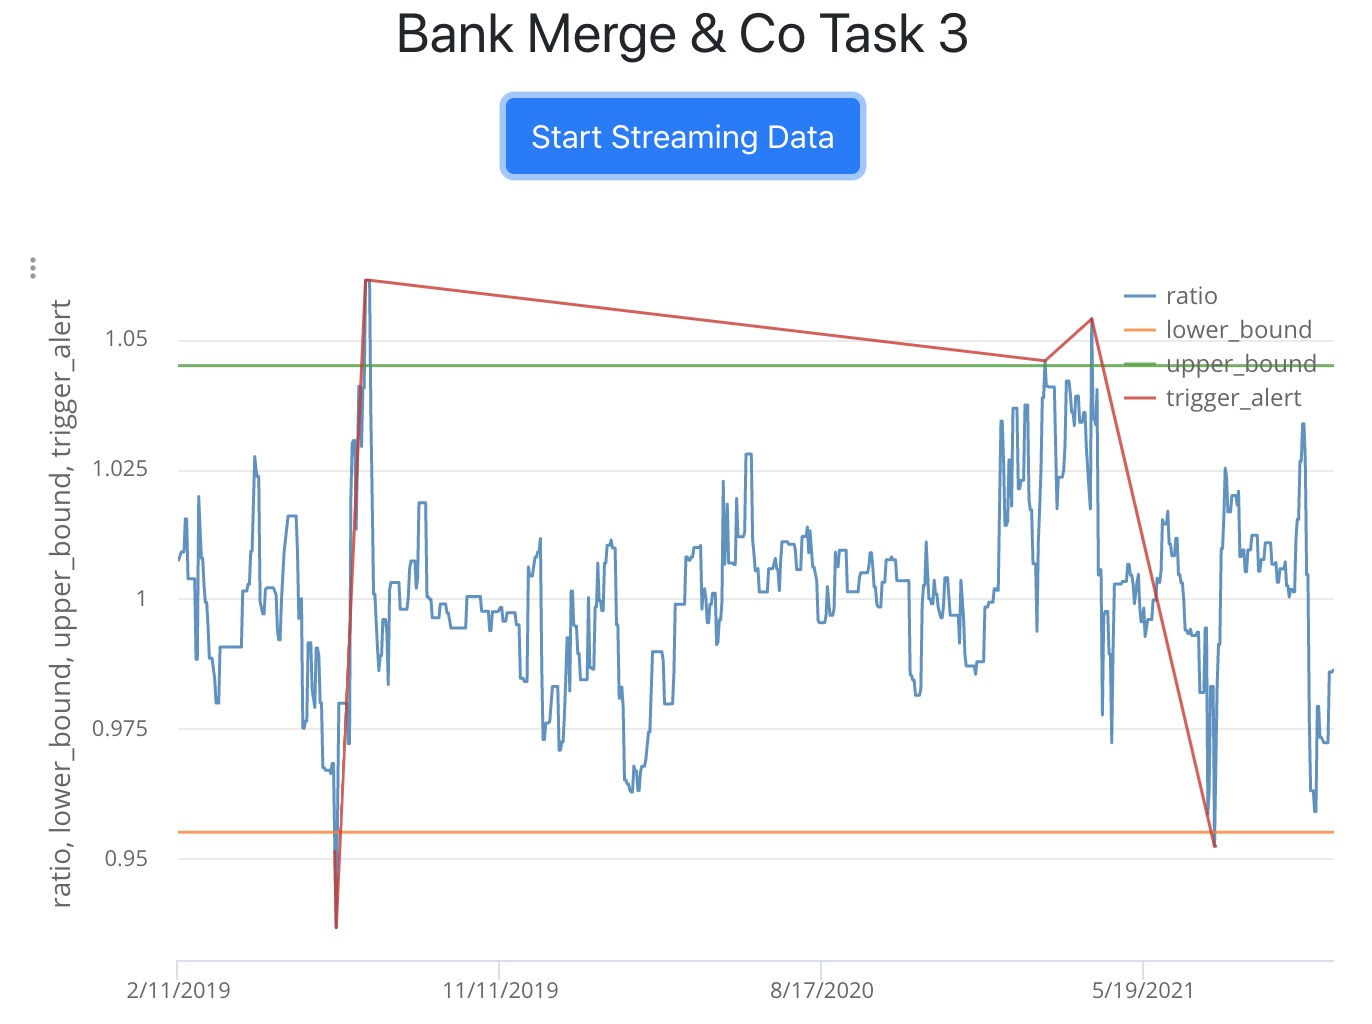 Bank Merge & Co Task 3
Start Streaming Data
ratio, lower_bound, upper_bound, trigger_alert
1.05
1.025
1
0.975
0.95
ratio
lower_bound
upper_bound
trigger_alert
2/11/2019
11/11/2019
8/17/2020
5/19/2021